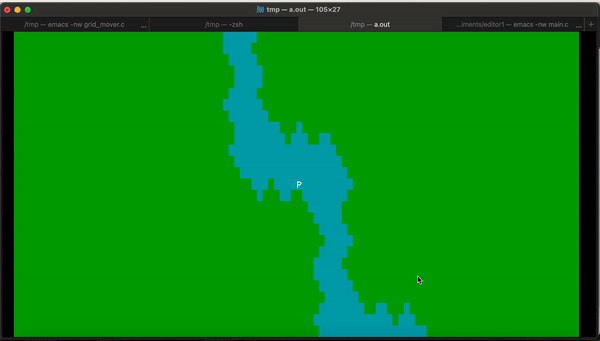 tmp — a.out — 105×27
/tmp — emacs -nw grid_mover.c ...
/tmp — -zsh
/tmp — a.out
...iments/editor1 — emacs -nw main.c ...
+
P